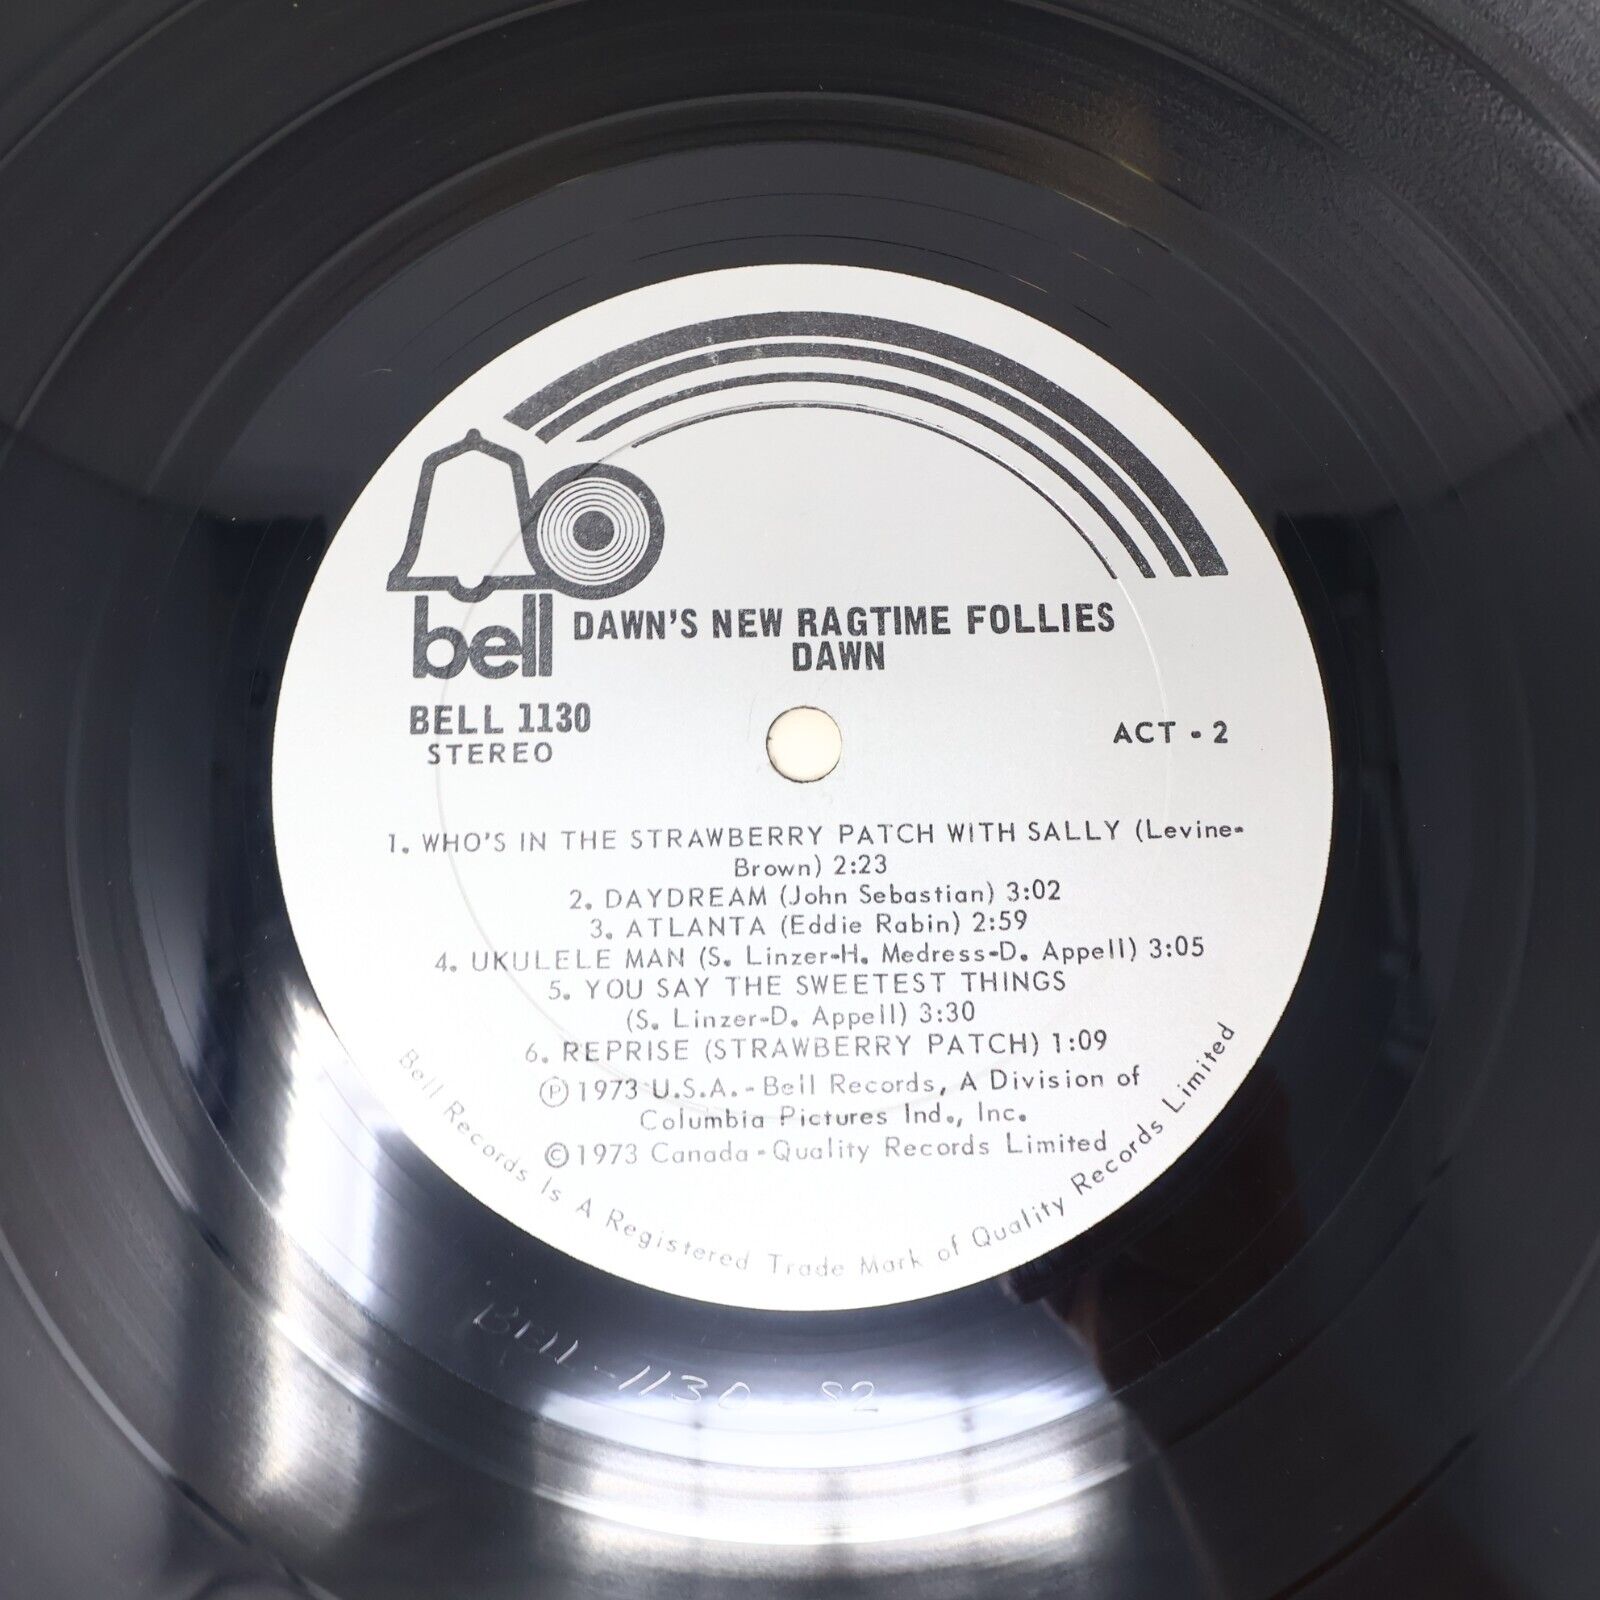 bell
DAWN'S NEW RAGTIME FOLLIES
DAWN
BELL 1130
STEREO
ACT - 2
1. WHO'S IN THE STRAWBERRY PATCH WITH SALLY (Levine-
Brown) 2:23
2. DAYDREAM (John Sebastian) 3:02
3. ATLANTA (Eddie Rabin) 2:59
4. UKULELE MAN (S. Linzer-H. Medress-D. Appell) 3:05
5. YOU SAY THE SWEETEST THINGS
(S. Linzer-D. Appell) 3:30
6. REPRISE (STRAWBERRY PATCH) 1:09
Ⓟ1973 U.S.A.-Bell Records, A Division of
Columbia Pictures Ind., Inc.
©1973 Canada-Quality Records Limited
Bell Records Is A Registered Trade Mark of Quality Records Limited
Bell-1130 S2